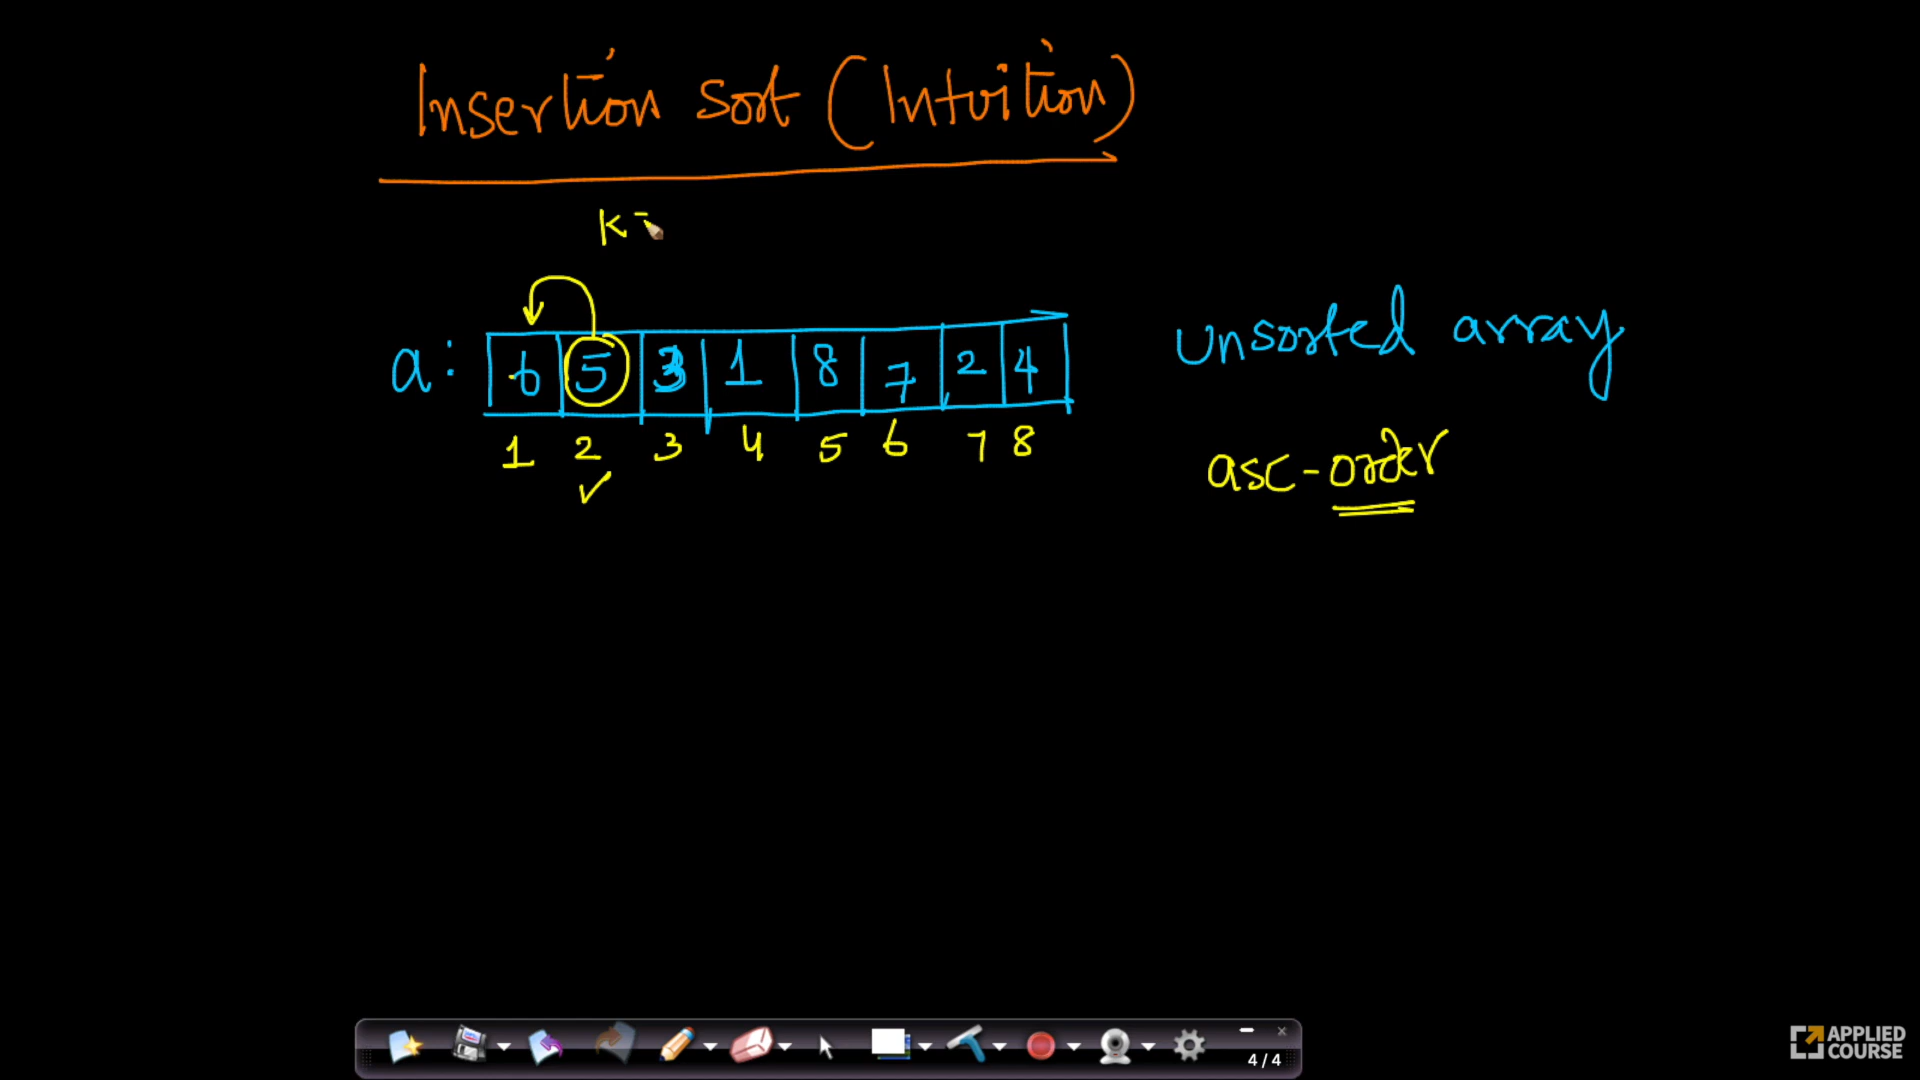 Insertion sort (Intuition)
K =
a: 6 5 3 1 8 7 2 4
1 2 3 4 5 6 7 8
unsorted array
asc-order
4/4
APPLIED
COURSE